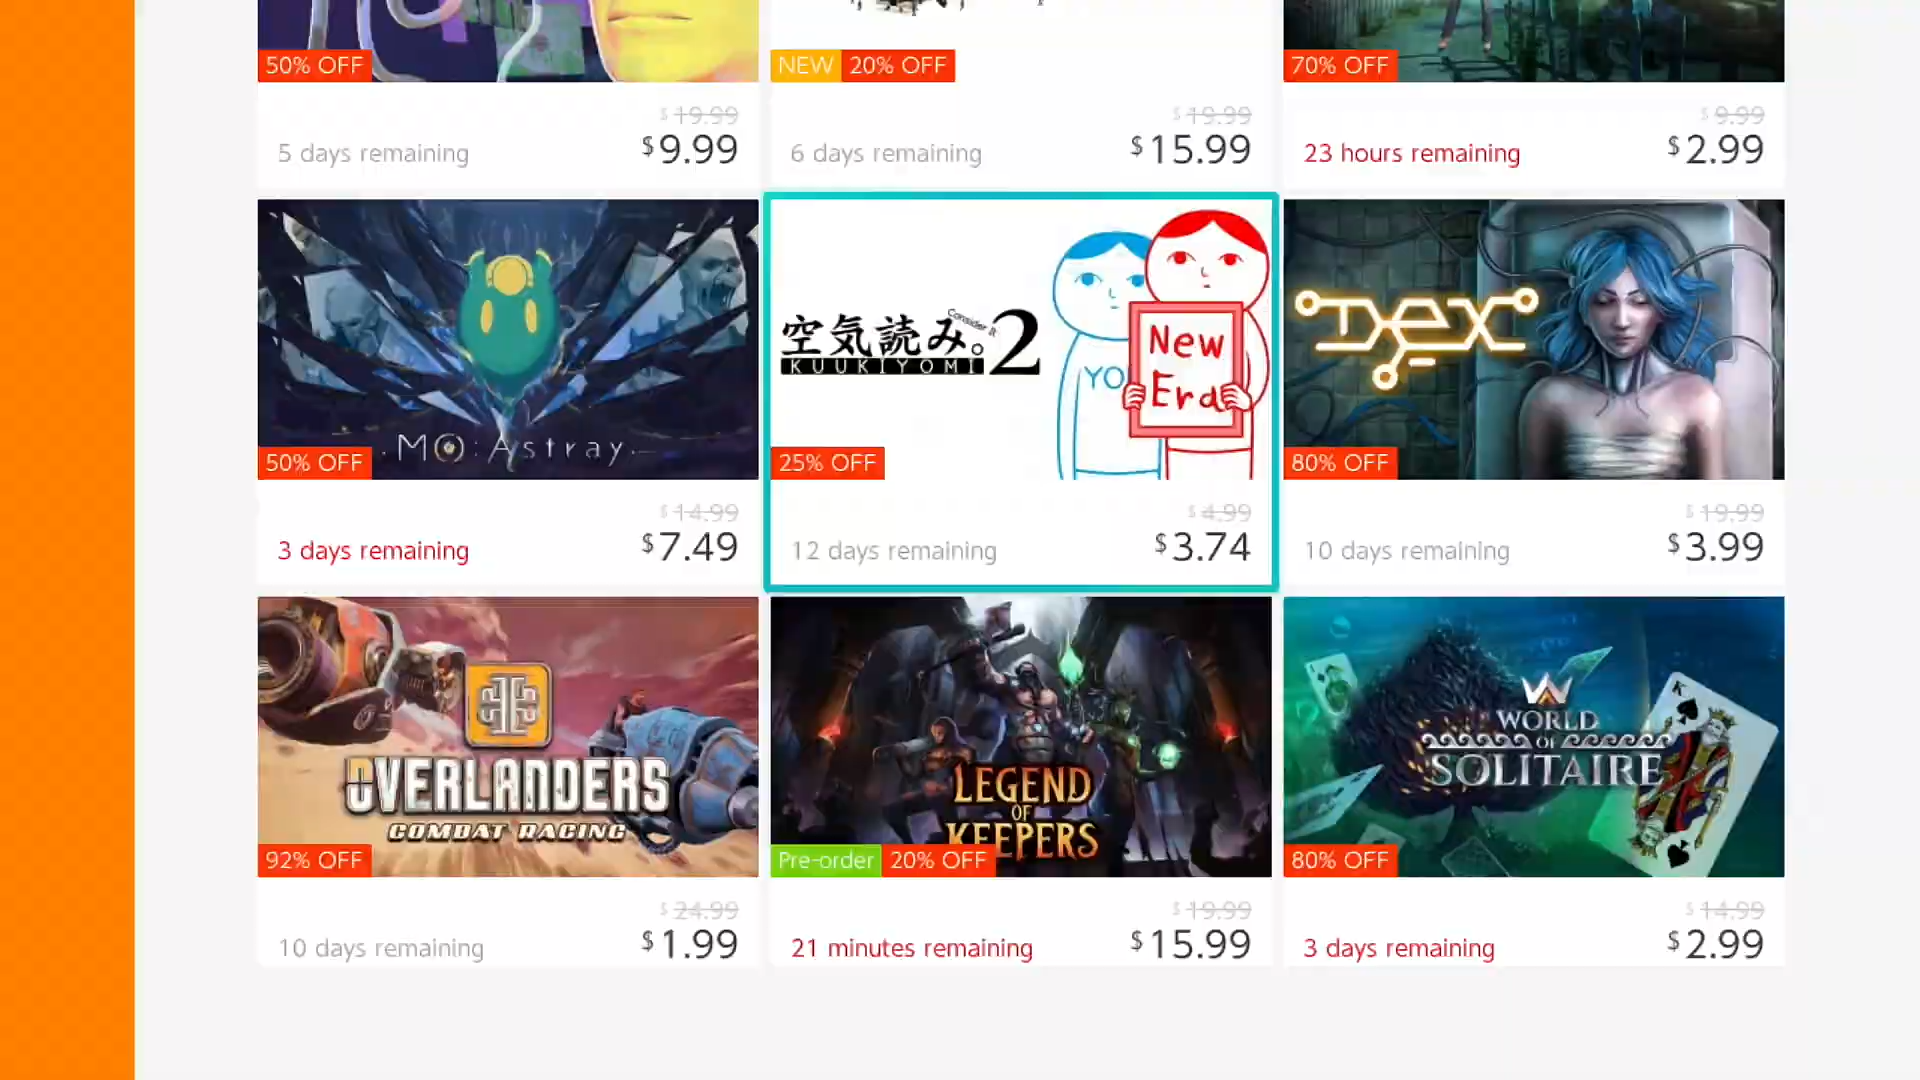 50% OFF
$19.99
5 days remaining
$9.99
NEW 20% OFF
$19.99
6 days remaining
$15.99
70% OFF
$9.99
23 hours remaining
$2.99
MO:Astray
50% OFF
$14.99
3 days remaining
$7.49
Consider It
空気読み。2
KUUKIYOMI
YO
New
Era
25% OFF
$4.99
12 days remaining
$3.74
DEX
80% OFF
$19.99
10 days remaining
$3.99
OVERLANDERS
COMBAT RACING
92% OFF
$24.99
10 days remaining
$1.99
LEGEND
OF
KEEPERS
Pre-order 20% OFF
$19.99
21 minutes remaining
$15.99
K
WORLD
OF
SOLITAIRE
80% OFF
$14.99
3 days remaining
$2.99